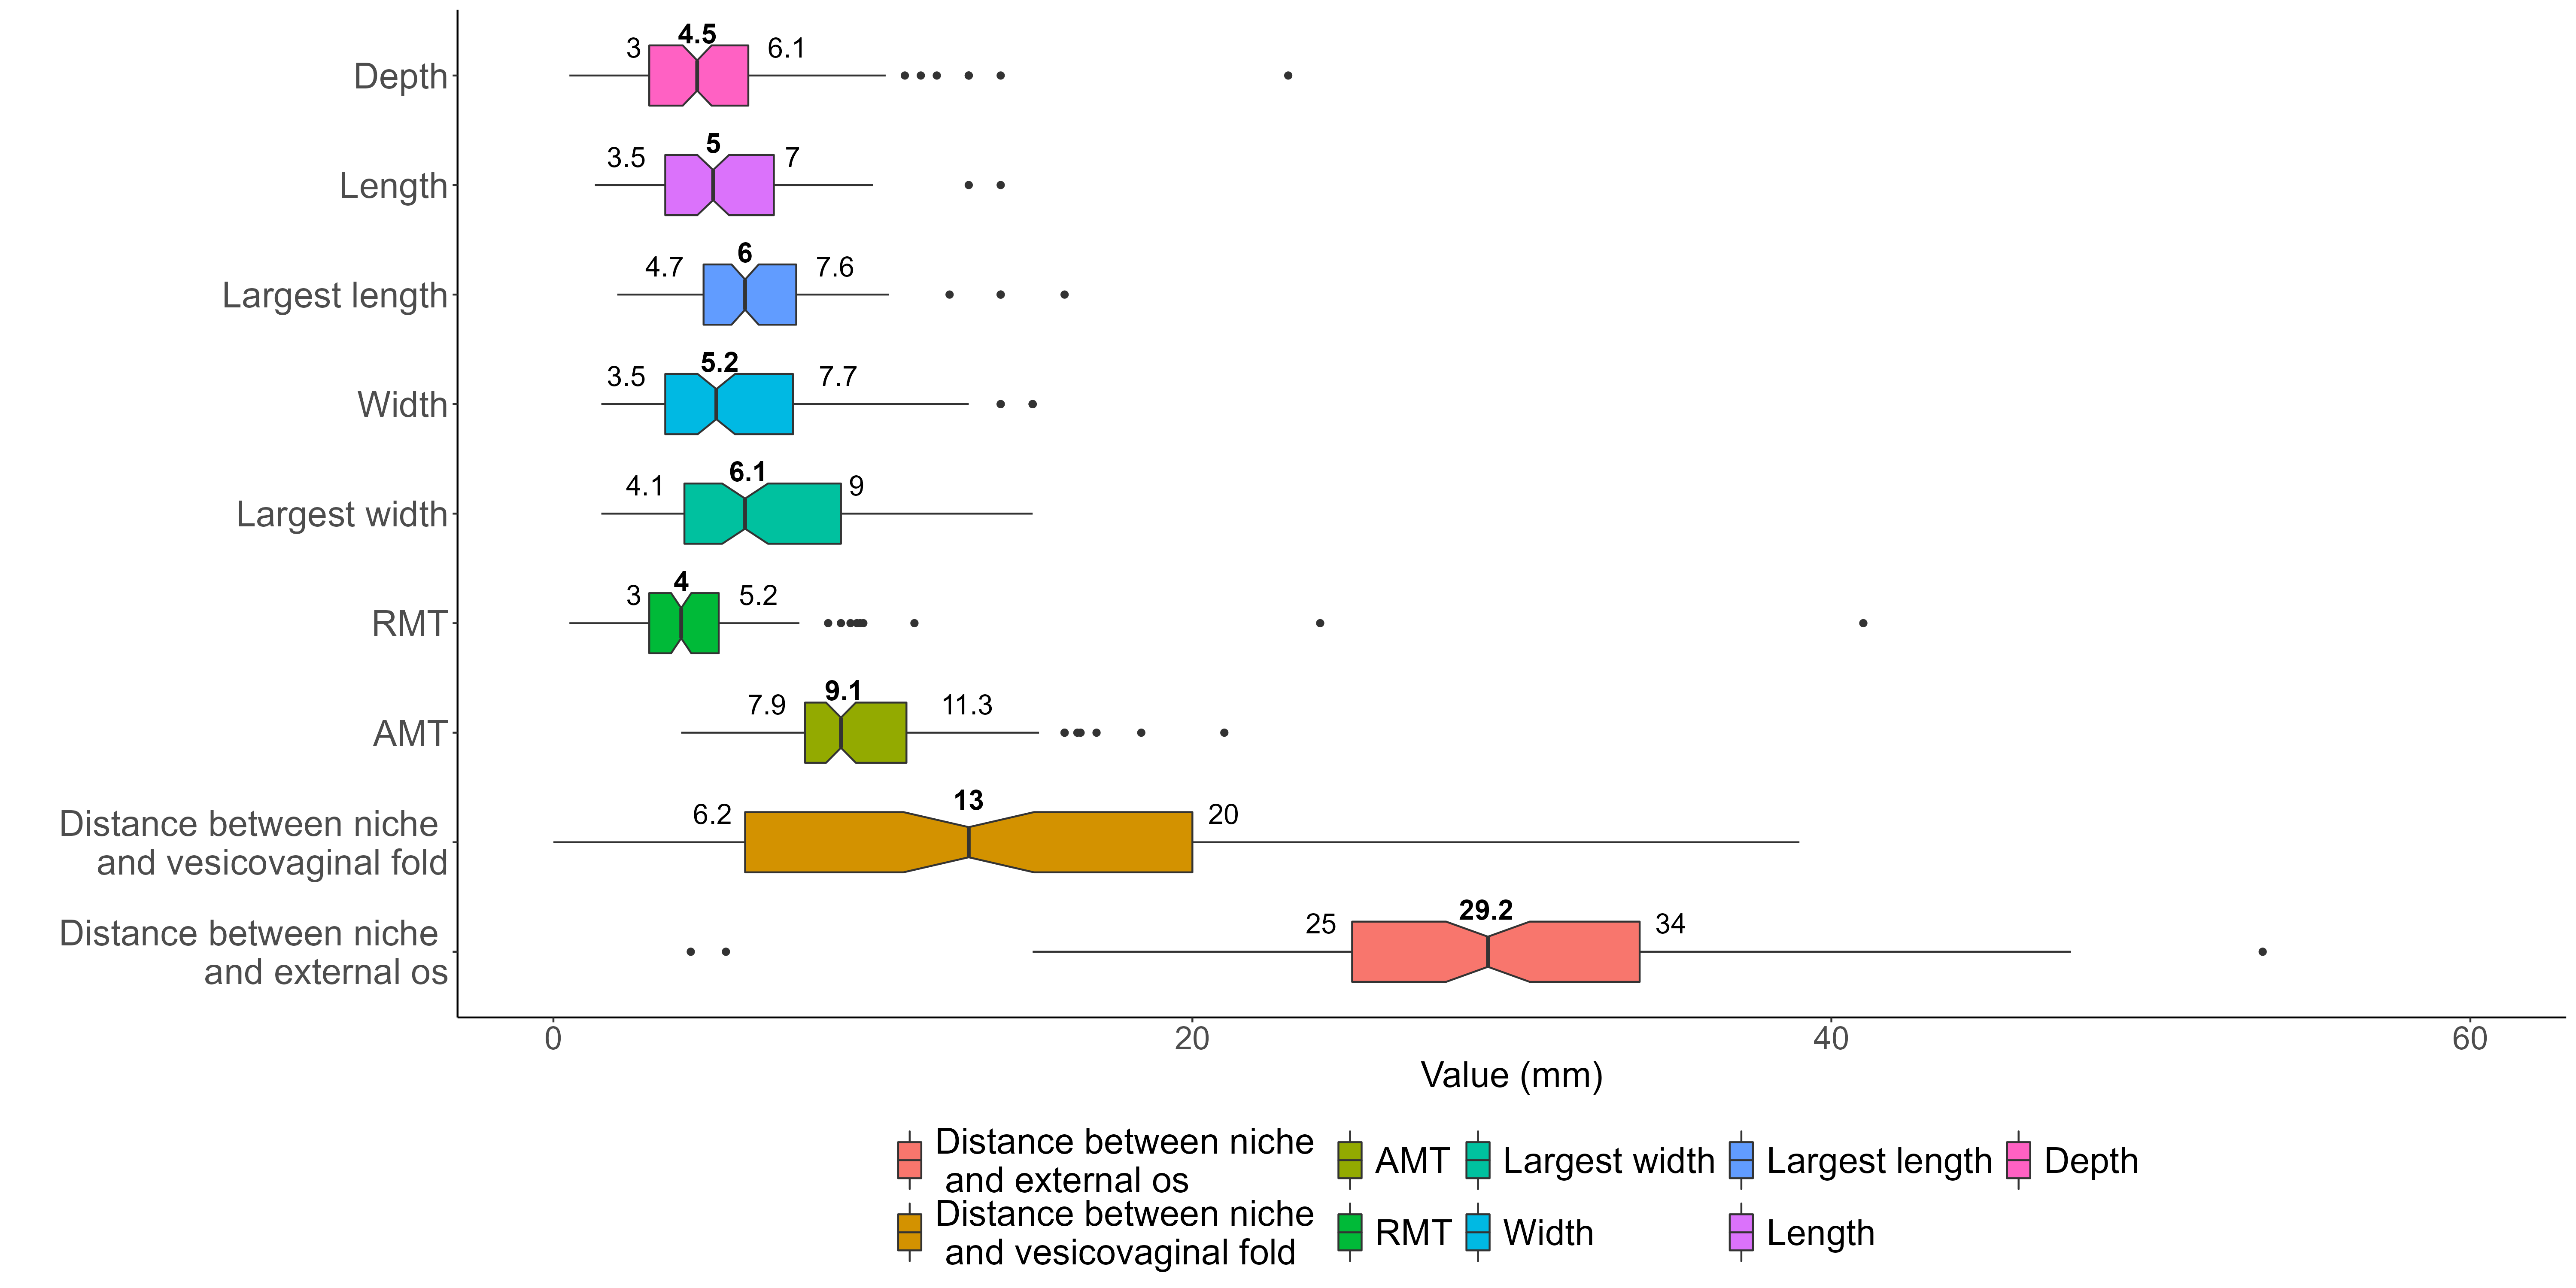 4.5
3 6.1
Depth
5
3.5 7
Length
6
4.7 7.6
Largest length
5.2
3.5 7.7
Width
6.1
4.1 9
Largest width
4
3 5.2
RMT
9.1
7.9 11.3
AMT
13
6.2 20
Distance between niche
and vesicovaginal fold
29.2
25 34
Distance between niche
and external os
0 20 40 60
Value (mm)
Distance between niche
and external os
AMT Largest width Largest length Depth
Distance between niche
and vesicovaginal fold
RMT Width Length